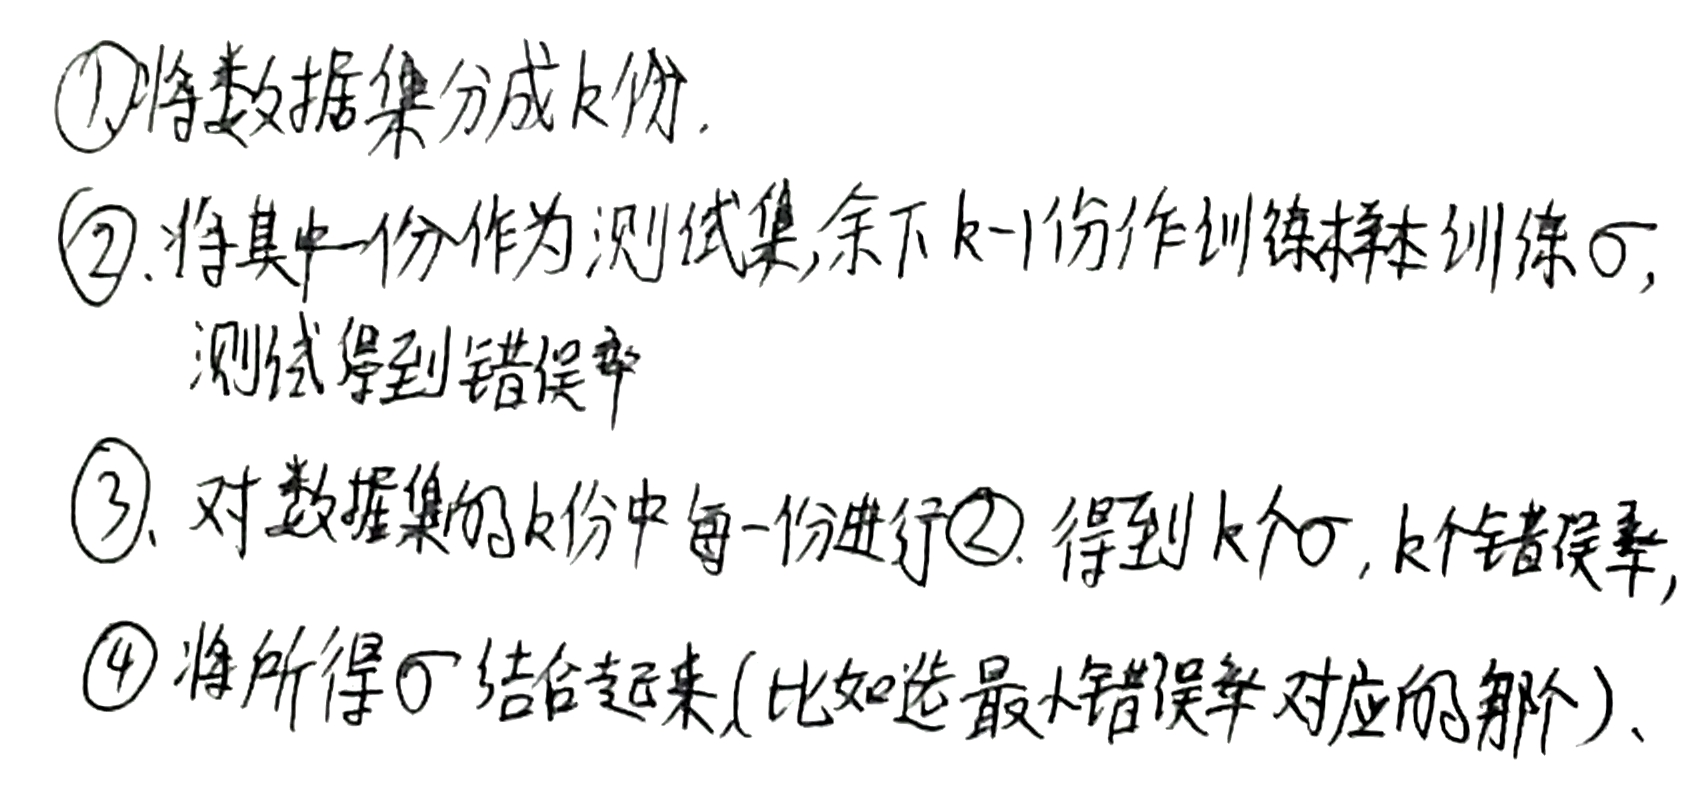 ①.将数据集分成k份.
②.将其中一份作为测试集,余下k-1份作训练样本训练σ,
测试得到错误率
③、对数据集的k份中每一份进行②.得到k个σ,k个错误率,
④将所得σ结合起来(比如选最小错误率对应的那个)、